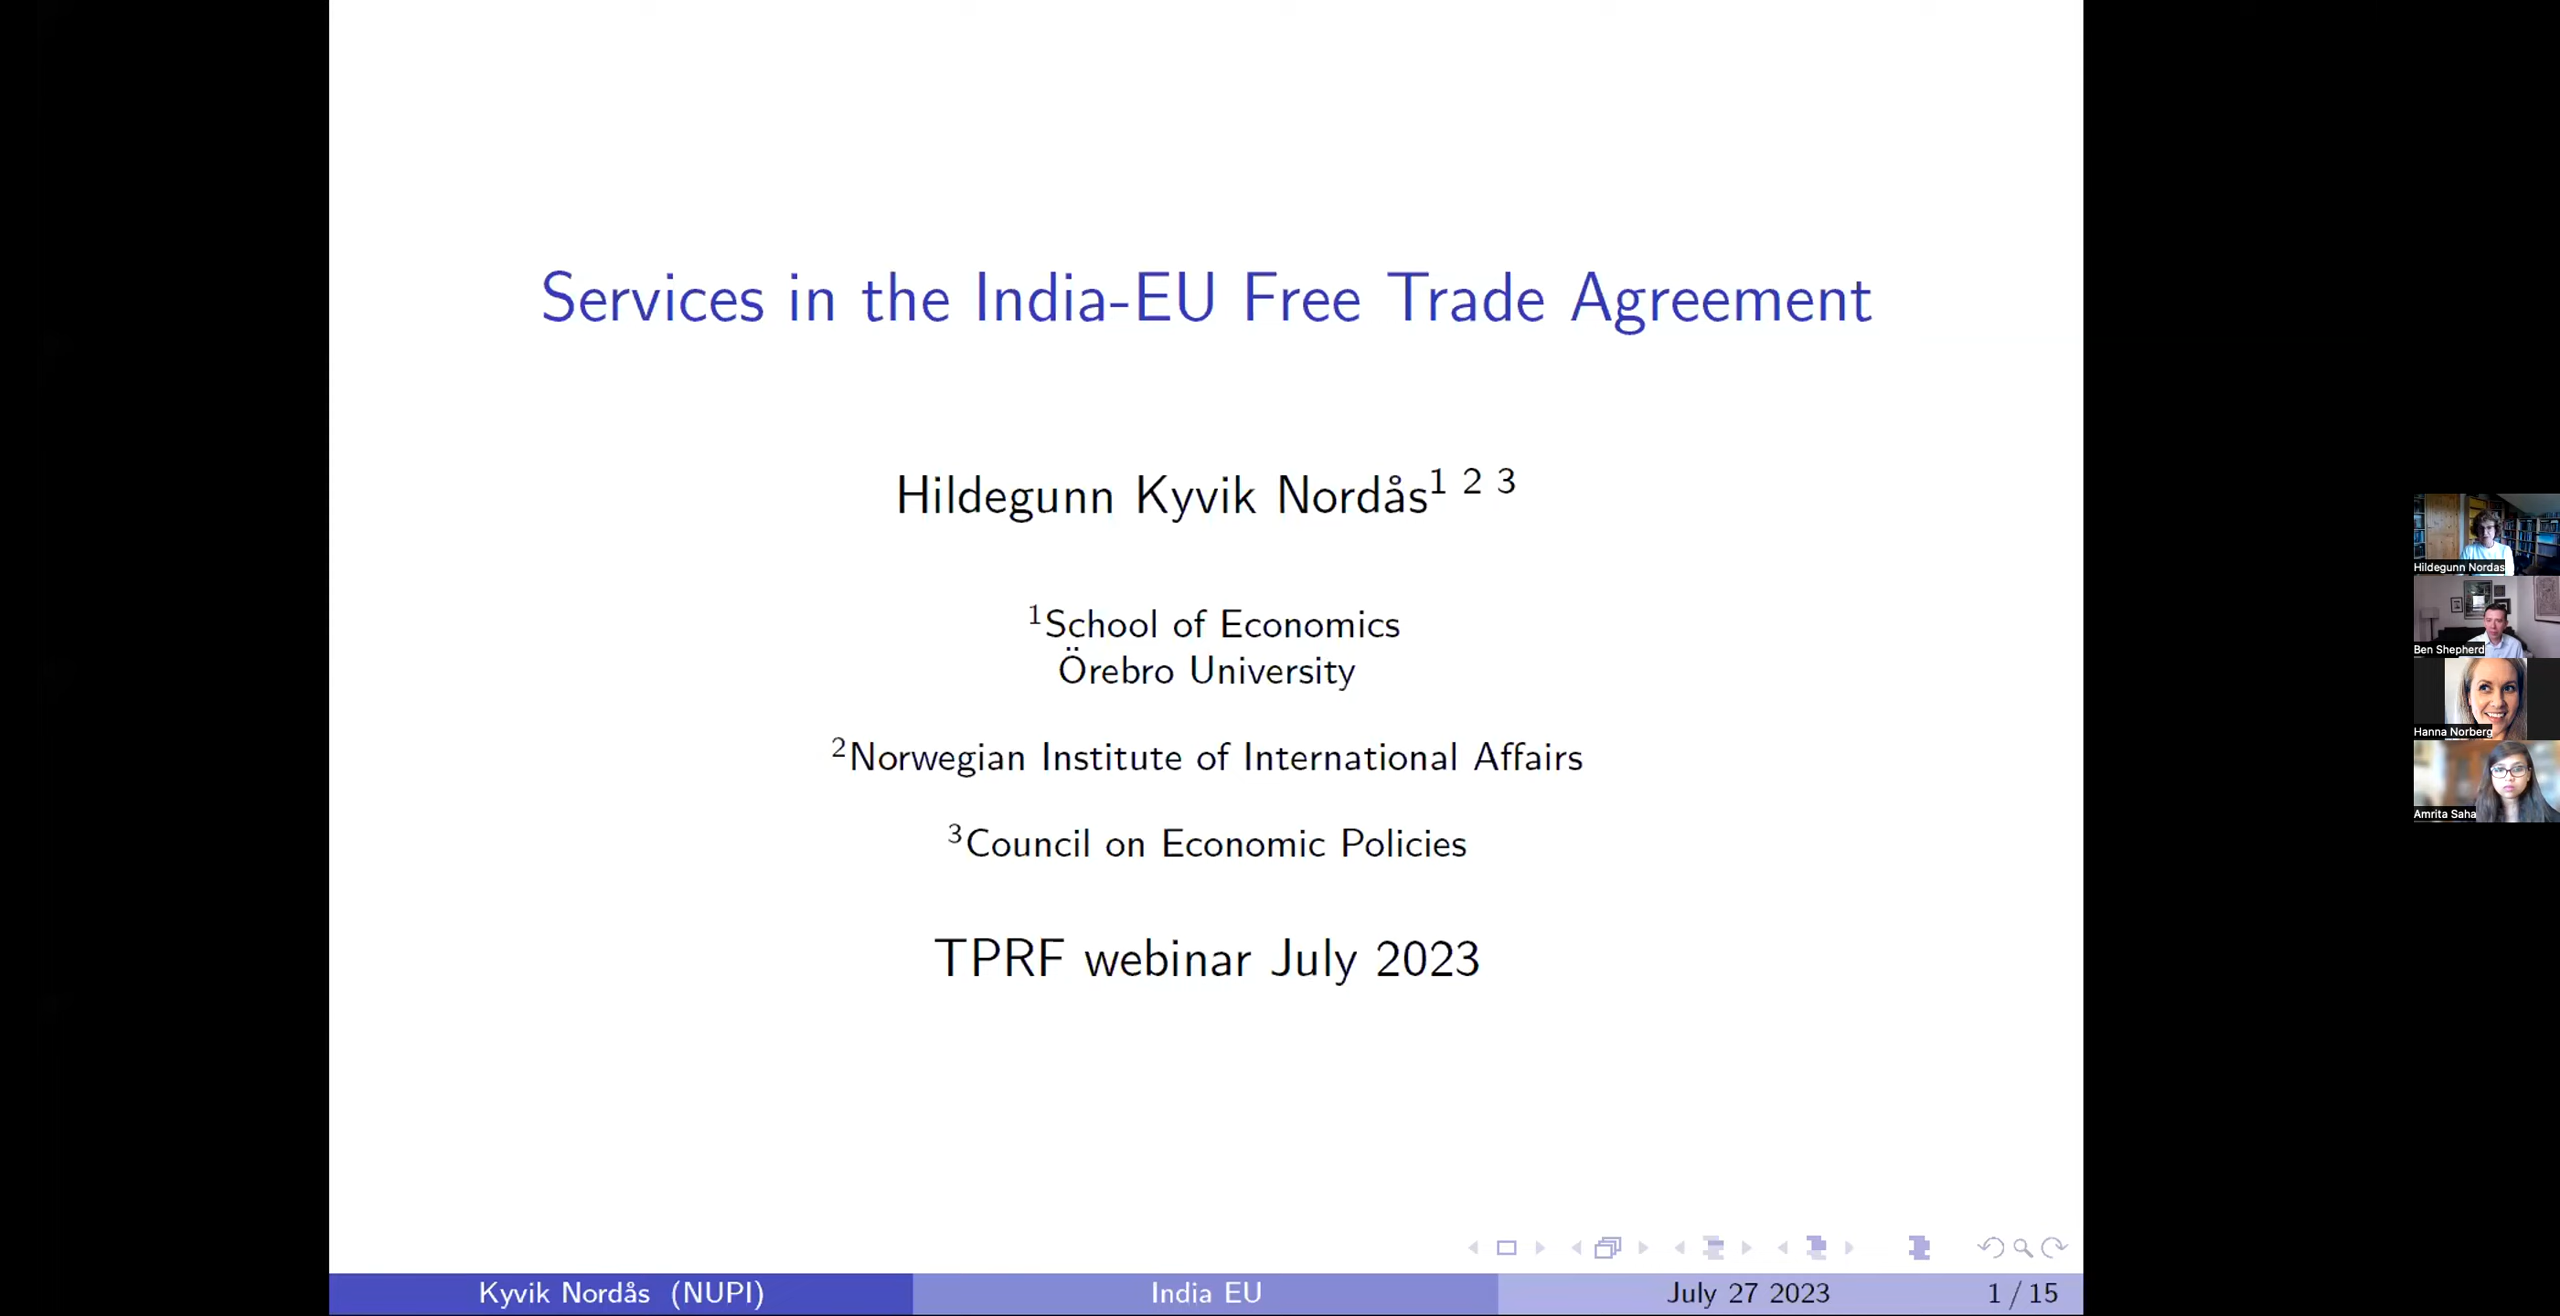 Services in the India-EU Free Trade Agreement
Hildegunn Kyvik Nordås1 2 3
1School of Economics
Örebro University
2Norwegian Institute of International Affairs
3Council on Economic Policies
TPRF webinar July 2023
Kyvik Nordås (NUPI)
India EU
July 27 2023
1 / 15
Hildegunn Nordas
Ben Shepherd
Hanna Norberg
Amrita Saha